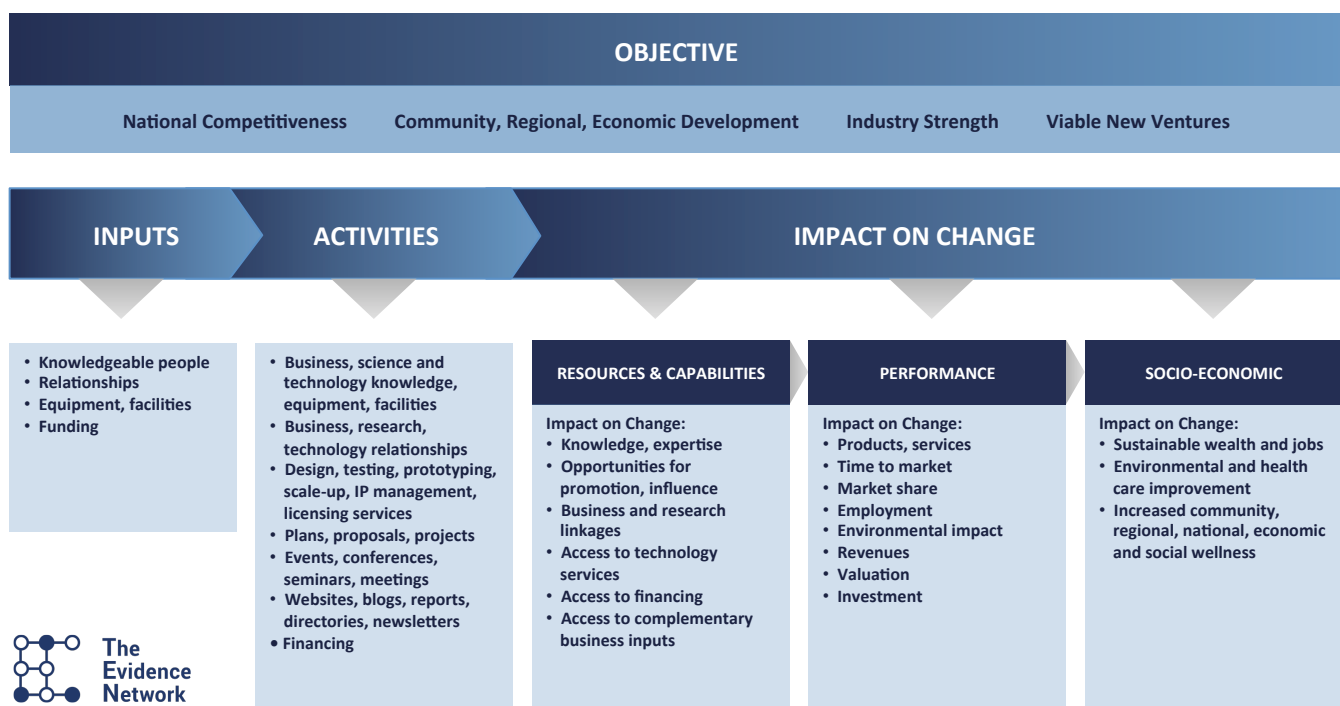 OBJECTIVE
National Competitiveness Community, Regional, Economic Development Industry Strength Viable New Ventures
INPUTS
ACTIVITIES
IMPACT ON CHANGE
• Knowledgeable people
• Relationships
• Equipment, facilities
• Funding
• Business, science and
technology knowledge,
equipment, facilities
• Business, research,
technology relationships
• Design, testing, prototyping,
scale-up, IP management,
licensing services
• Plans, proposals, projects
• Events, conferences,
seminars, meetings
• Websites, blogs, reports,
directories, newsletters
• Financing
RESOURCES & CAPABILITIES
Impact on Change:
• Knowledge, expertise
• Opportunities for
promotion, influence
• Business and research
linkages
• Access to technology
services
• Access to financing
• Access to complementary
business inputs
PERFORMANCE
Impact on Change:
• Products, services
• Time to market
• Market share
• Employment
• Environmental impact
• Revenues
• Valuation
• Investment
SOCIO-ECONOMIC
Impact on Change:
• Sustainable wealth and jobs
• Environmental and health
care improvement
• Increased community,
regional, national, economic
and social wellness
The
Evidence
Network